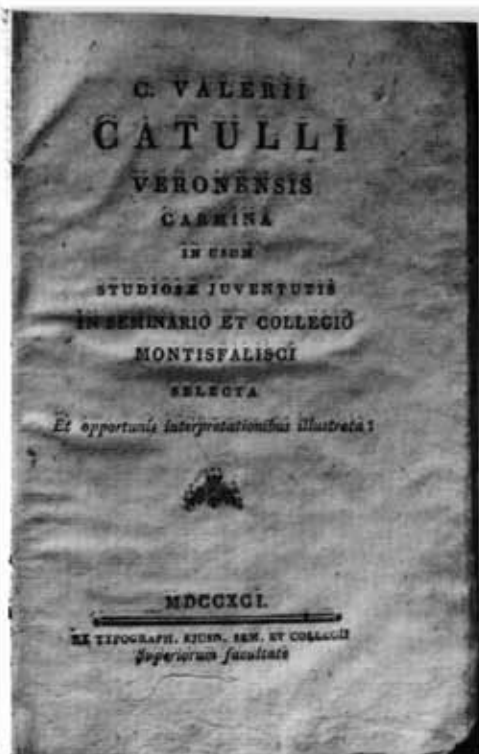 C. VALERII
CATULLI
VERONENSIS
CARMINA
IN USUM
STUDIOSÆ JUVENTUTIS
IN SEMINARIO ET COLLEGIO
MONTISFALISCI
SELECTA
Et opportunis interpretationibus illustrata
MDCCXCI.
EX TYPOGRAPH. EJUSD. SEM. ET COLLEGII
Superiorum facultate